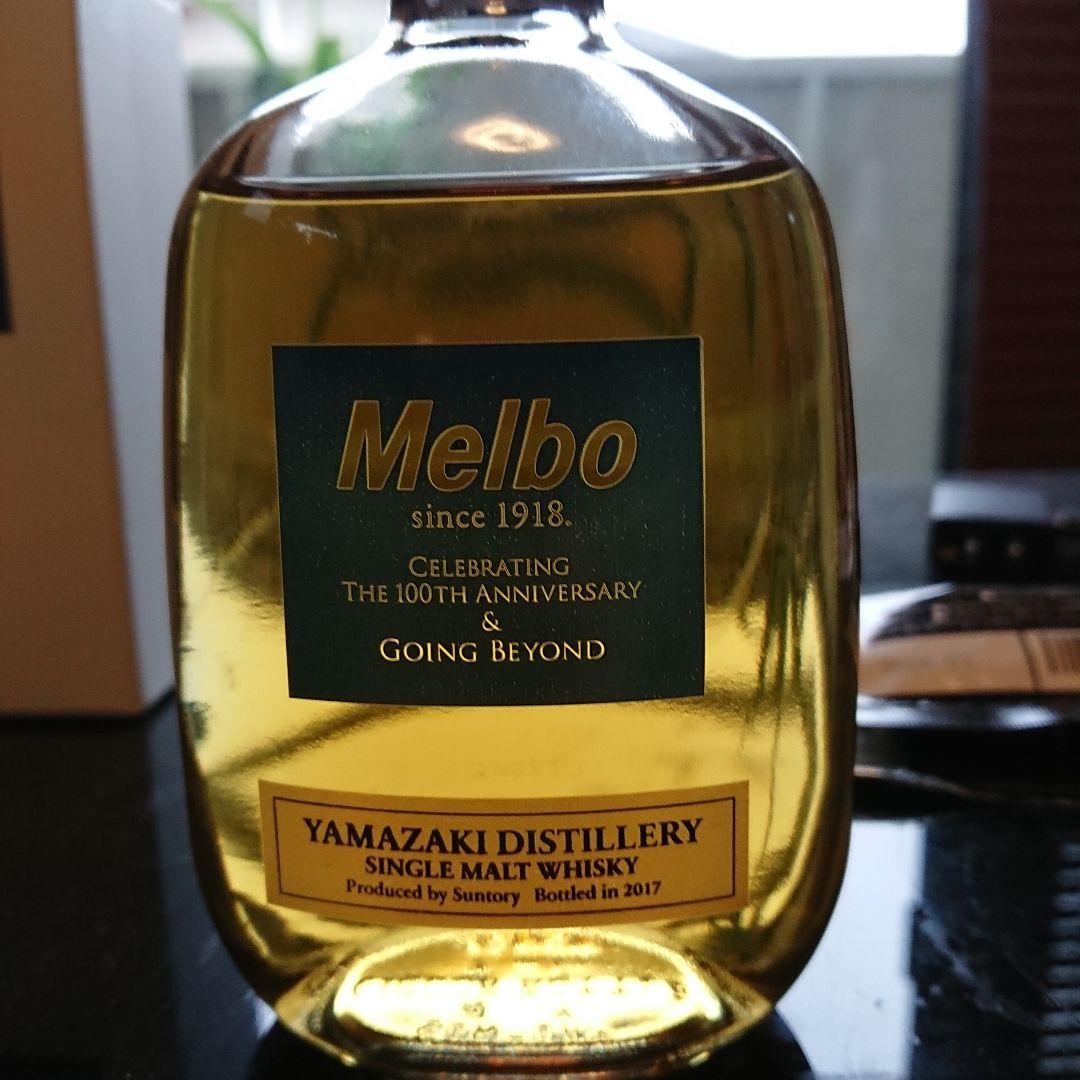 Melbo
since 1918.
CELEBRATING
THE 100TH ANNIVERSARY
&
GOING BEYOND
YAMAZAKI DISTILLERY
SINGLE MALT WHISKY
Produced by Suntory Bottled in 2017